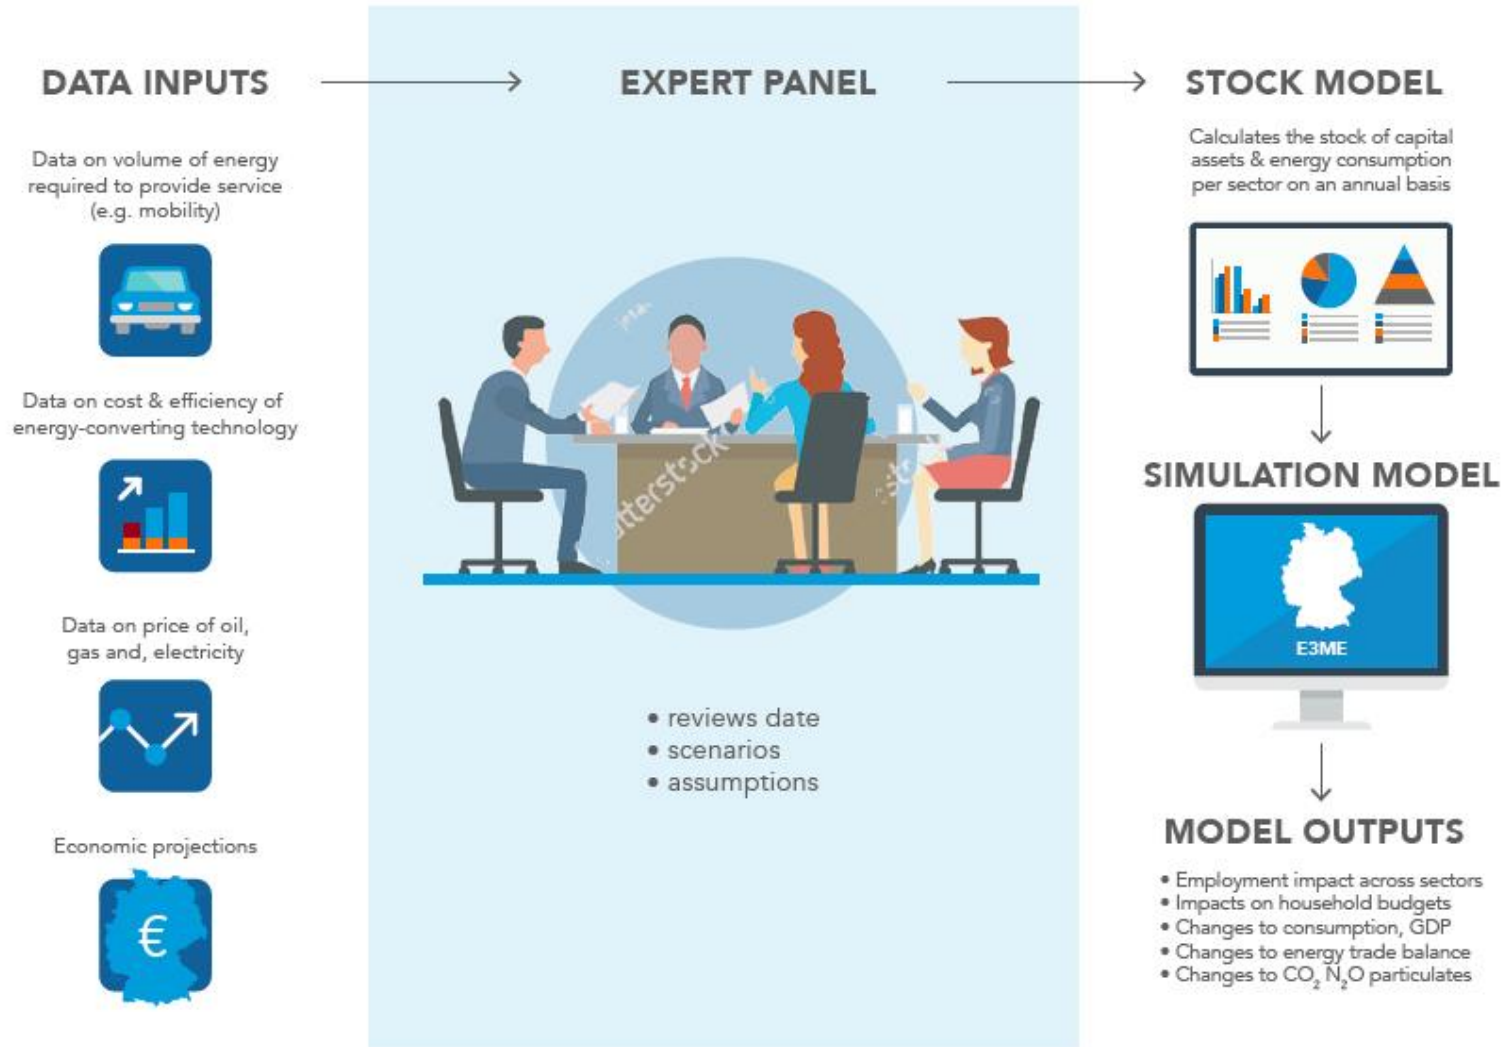 DATA INPUTS
EXPERT PANEL
STOCK MODEL
Data on volume of energy
required to provide service
(e.g. mobility)
Data on cost & efficiency of
energy-converting technology
Data on price of oil,
gas and, electricity
Economic projections
€
• reviews date
• scenarios
• assumptions
Calculates the stock of capital
assets & energy consumption
per sector on an annual basis
SIMULATION MODEL
E3ME
MODEL OUTPUTS
• Employment impact across sectors
• Impacts on household budgets
• Changes to consumption, GDP
• Changes to energy trade balance
• Changes to CO₂ N₂O particulates